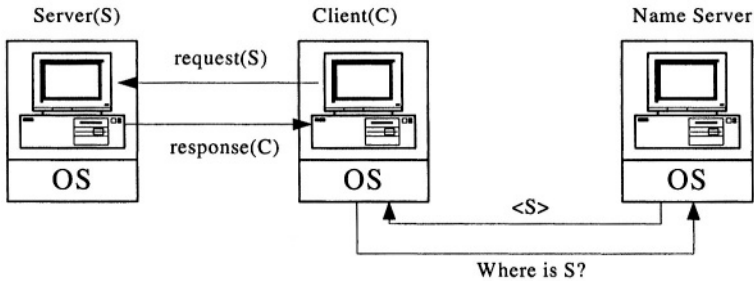 Server(S)
Client(C)
Name Server
request(S)
response(C)
OS
OS
OS
<S>
Where is S?